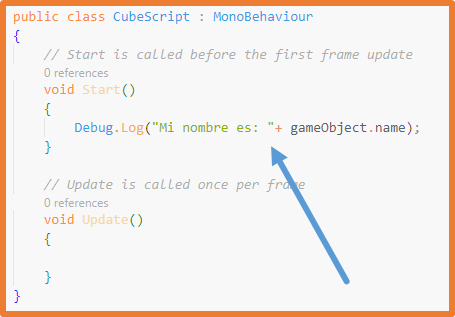 public class CubeScript : MonoBehaviour
{
// Start is called before the first frame update
0 references
void Start()
{
Debug.Log("Mi nombre es: "+ gameObject.name);
}
// Update is called once per frame
0 references
void Update()
{
}
}